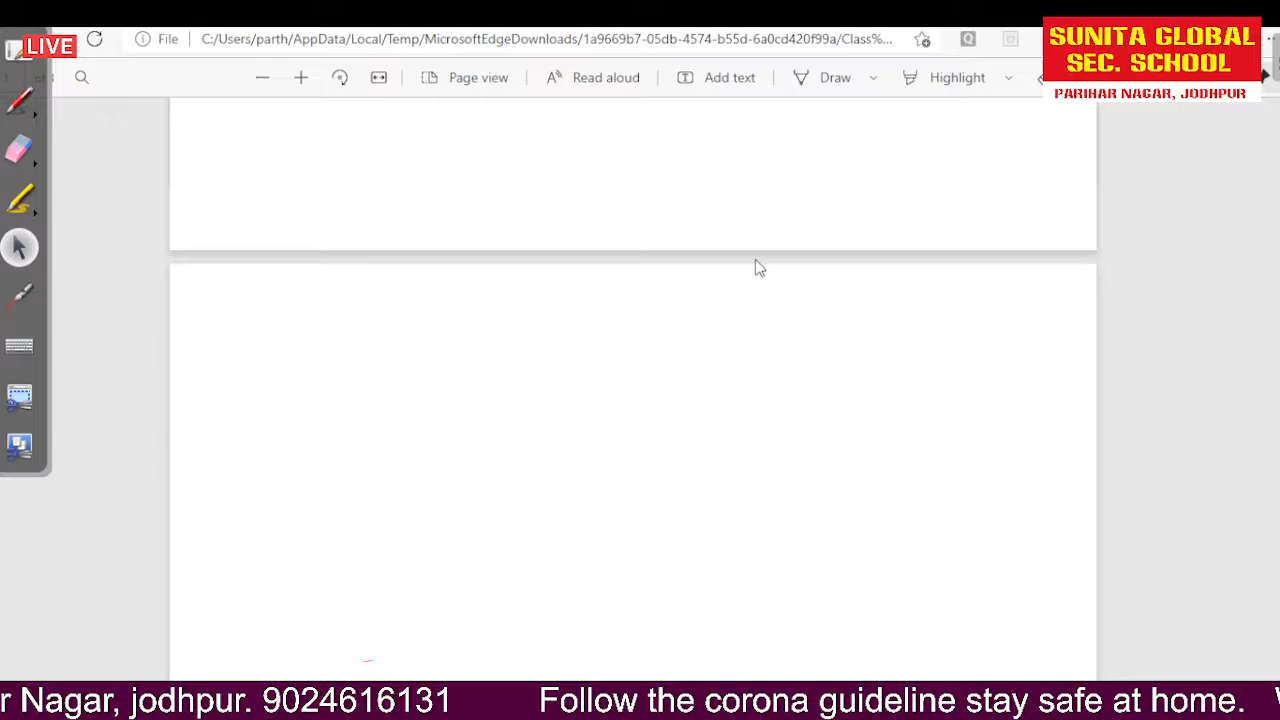 LIVE
File C:/Users/parth/AppData/Local/Temp/MicrosoftEdgeDownloads/1a9669b7-05db-4574-b55d-6a0cd420f99a/Class%...
SUNITA GLOBAL
SEC. SCHOOL
PARIHAR NAGAR, JODHPUR
Page view
Read aloud
Add text
Draw
Highlight
r Nagar, jodhpur. 9024616131 Follow the corona guideline stay safe at home.